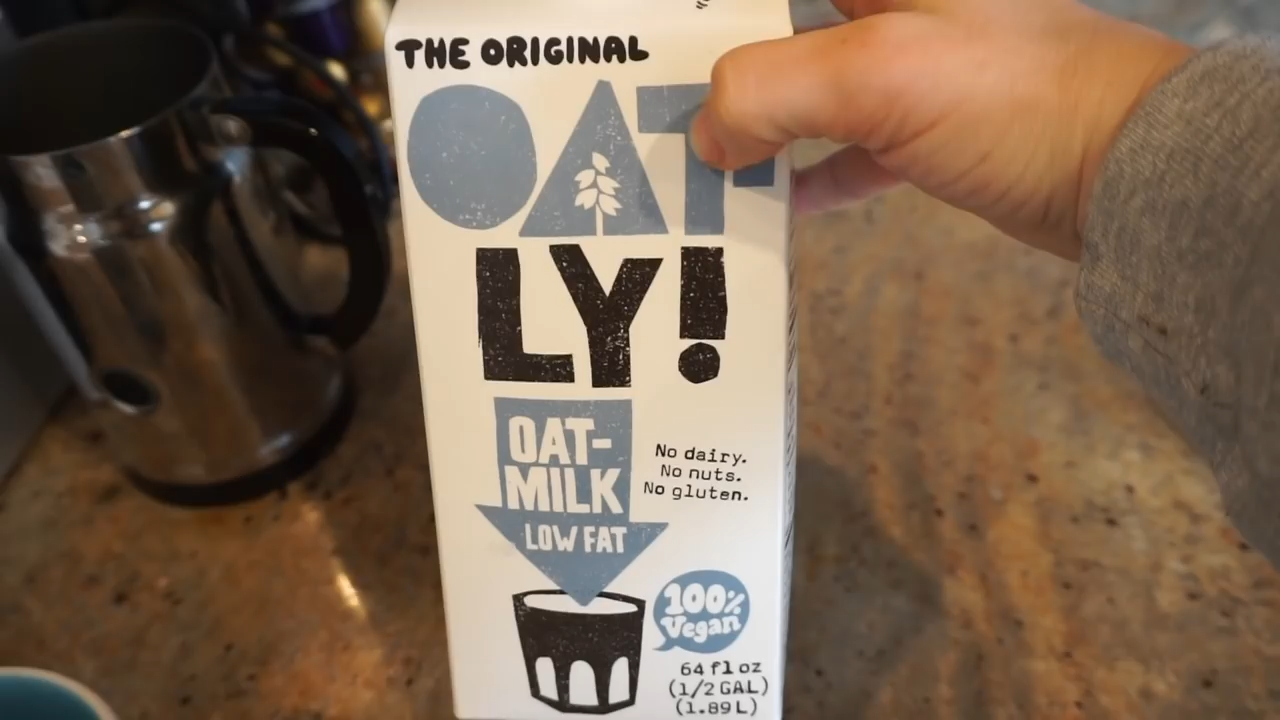 THE ORIGINAL
OAT-
LY!
OAT-
MILK
LOW FAT
No dairy.
No nuts.
No gluten.
100%
Vegan
64 fl oz
(1/2 GAL)
(1.89L)